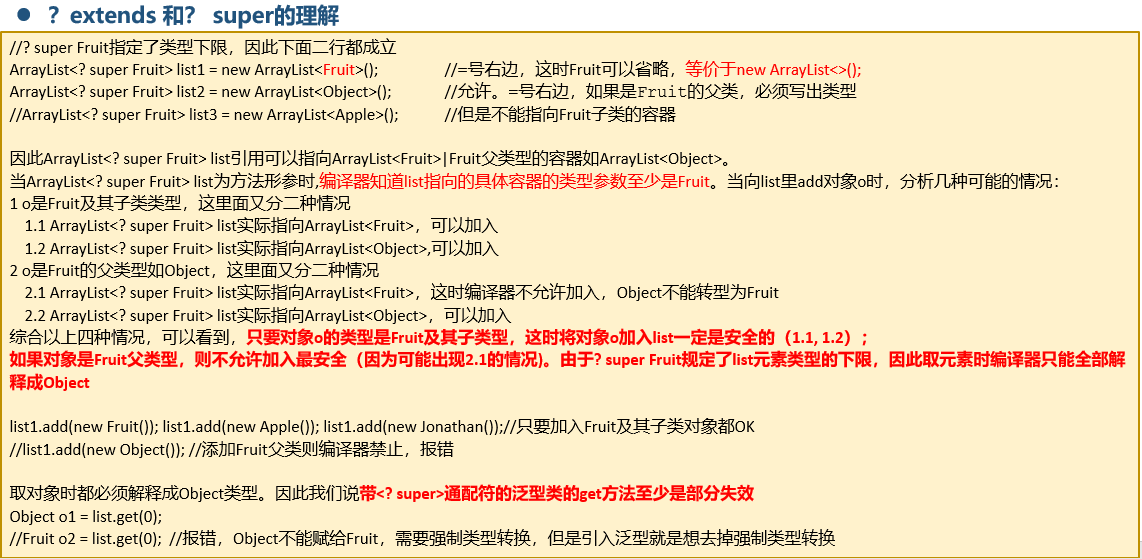 ● ？extends 和？ super的理解
//? super Fruit指定了类型下限，因此下面二行都成立
ArrayList<? super Fruit> list1 = new ArrayList<Fruit>(); //=号右边，这时Fruit可以省略，等价于new ArrayList<>();
ArrayList<? super Fruit> list2 = new ArrayList<Object>(); //允许。=号右边，如果是Fruit的父类，必须写出类型
//ArrayList<? super Fruit> list3 = new ArrayList<Apple>(); //但是不能指向Fruit子类的容器
因此ArrayList<? super Fruit> list引用可以指向ArrayList<Fruit>|Fruit父类型的容器如ArrayList<Object>。
当ArrayList<? super Fruit> list为方法形参时,编译器知道list指向的具体容器的类型参数至少是Fruit。当向list里add对象o时，分析几种可能的情况：
1 o是Fruit及其子类类型，这里面又分二种情况
1.1 ArrayList<? super Fruit> list实际指向ArrayList<Fruit>，可以加入
1.2 ArrayList<? super Fruit> list实际指向ArrayList<Object>,可以加入
2 o是Fruit的父类型如Object，这里面又分二种情况
2.1 ArrayList<? super Fruit> list实际指向ArrayList<Fruit>，这时编译器不允许加入，Object不能转型为Fruit
2.2 ArrayList<? super Fruit> list实际指向ArrayList<Object>，可以加入
综合以上四种情况，可以看到，只要对象o的类型是Fruit及其子类型，这时将对象o加入list一定是安全的（1.1, 1.2）；
如果对象是Fruit父类型，则不允许加入最安全（因为可能出现2.1的情况)。由于? super Fruit规定了list元素类型的下限，因此取元素时编译器只能全部解
释成Object
list1.add(new Fruit()); list1.add(new Apple()); list1.add(new Jonathan());//只要加入Fruit及其子类对象都OK
//list1.add(new Object()); //添加Fruit父类则编译器禁止，报错
取对象时都必须解释成Object类型。因此我们说带<? super>通配符的泛型类的get方法至少是部分失效
Object o1 = list.get(0);
//Fruit o2 = list.get(0); //报错，Object不能赋给Fruit，需要强制类型转换，但是引入泛型就是想去掉强制类型转换